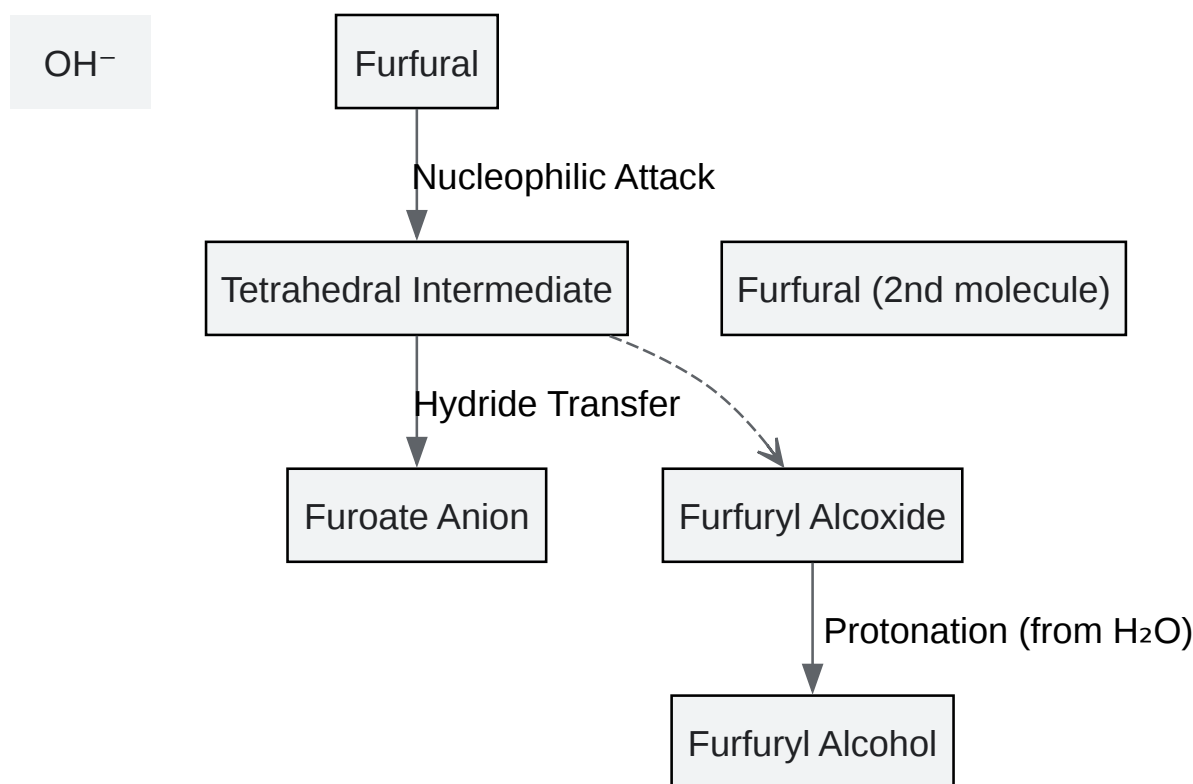 OH⁻
Furfural
Nucleophilic Attack
Tetrahedral Intermediate
Furfural (2nd molecule)
Hydride Transfer
Furoate Anion
Furfuryl Alcoxide
Protonation (from H₂O)
Furfuryl Alcohol